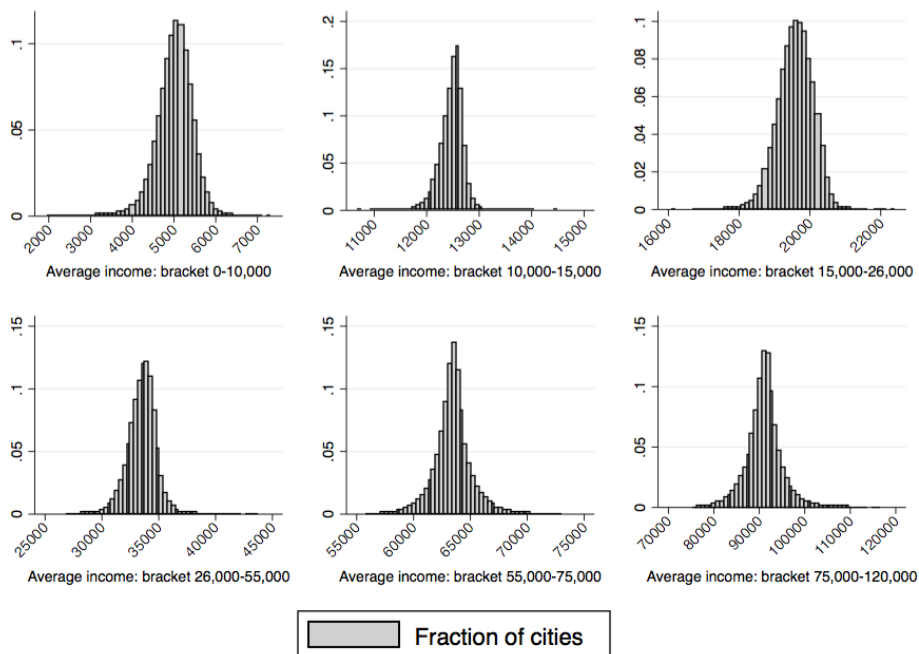 0 .05 .1
2000 3000 4000 5000 6000 7000
Average income: bracket 0-10,000
0 .05 .1 .15 .2
11000 12000 13000 14000 15000
Average income: bracket 10,000-15,000
0 .02 .04 .06 .08 .1
16000 18000 20000 22000
Average income: bracket 15,000-26,000
0 .05 .1 .15
25000 30000 35000 40000 45000
Average income: bracket 26,000-55,000
0 .05 .1 .15
55000 60000 65000 70000 75000
Average income: bracket 55,000-75,000
0 .05 .1 .15
70000 80000 90000 100000 110000 120000
Average income: bracket 75,000-120,000
Fraction of cities